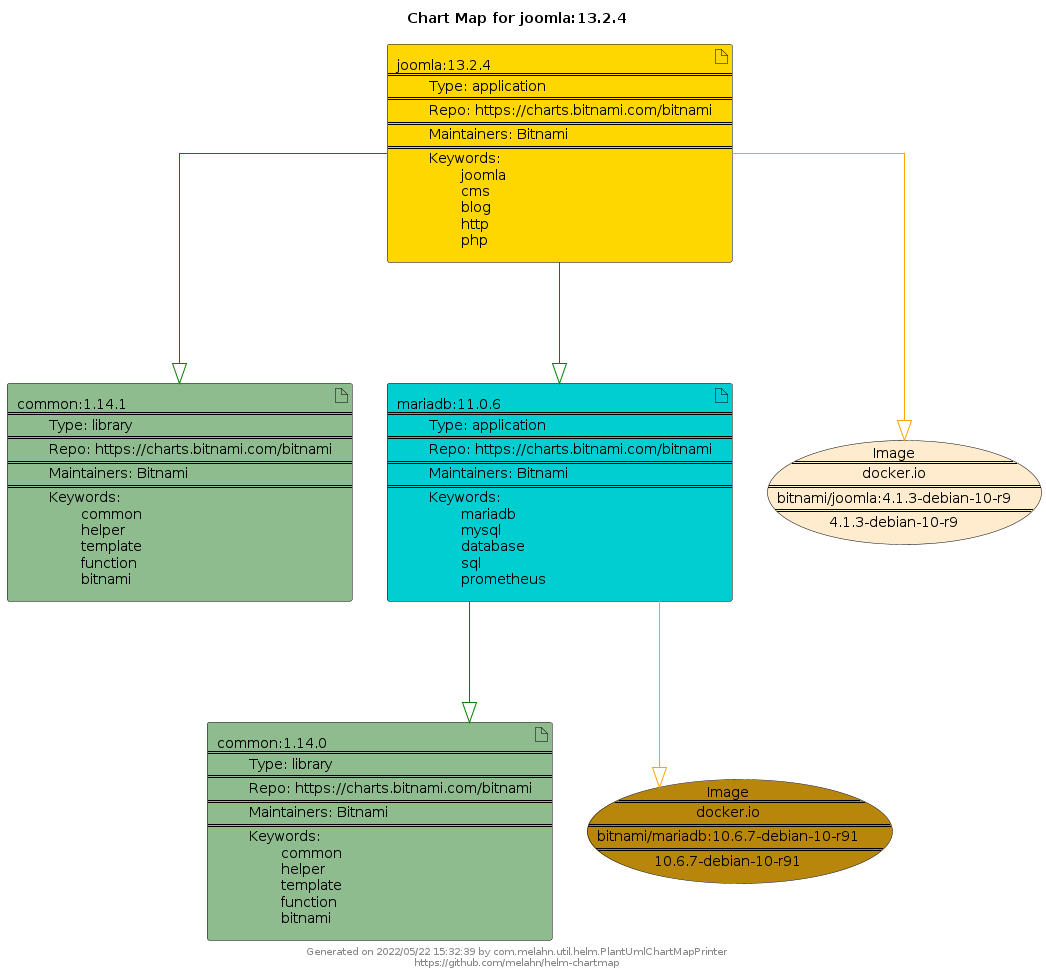 Chart Map for joomla:13.2.4
joomla:13.2.4
Type: application
Repo: https://charts.bitnami.com/bitnami
Maintainers: Bitnami
Keywords:
joomla
cms
blog
http
php
common:1.14.1
Type: library
Repo: https://charts.bitnami.com/bitnami
Maintainers: Bitnami
Keywords:
common
helper
template
function
bitnami
mariadb:11.0.6
Type: application
Repo: https://charts.bitnami.com/bitnami
Maintainers: Bitnami
Keywords:
mariadb
mysql
database
sql
prometheus
Image
docker.io
bitnami/joomla:4.1.3-debian-10-r9
4.1.3-debian-10-r9
common:1.14.0
Type: library
Repo: https://charts.bitnami.com/bitnami
Maintainers: Bitnami
Keywords:
common
helper
template
function
bitnami
Image
docker.io
bitnami/mariadb:10.6.7-debian-10-r91
10.6.7-debian-10-r91
Generated on 2022/05/22 15:32:39 by com.melahn.util.helm.PlantUmlChartMapPrinter
https://github.com/melahn/helm-chartmap